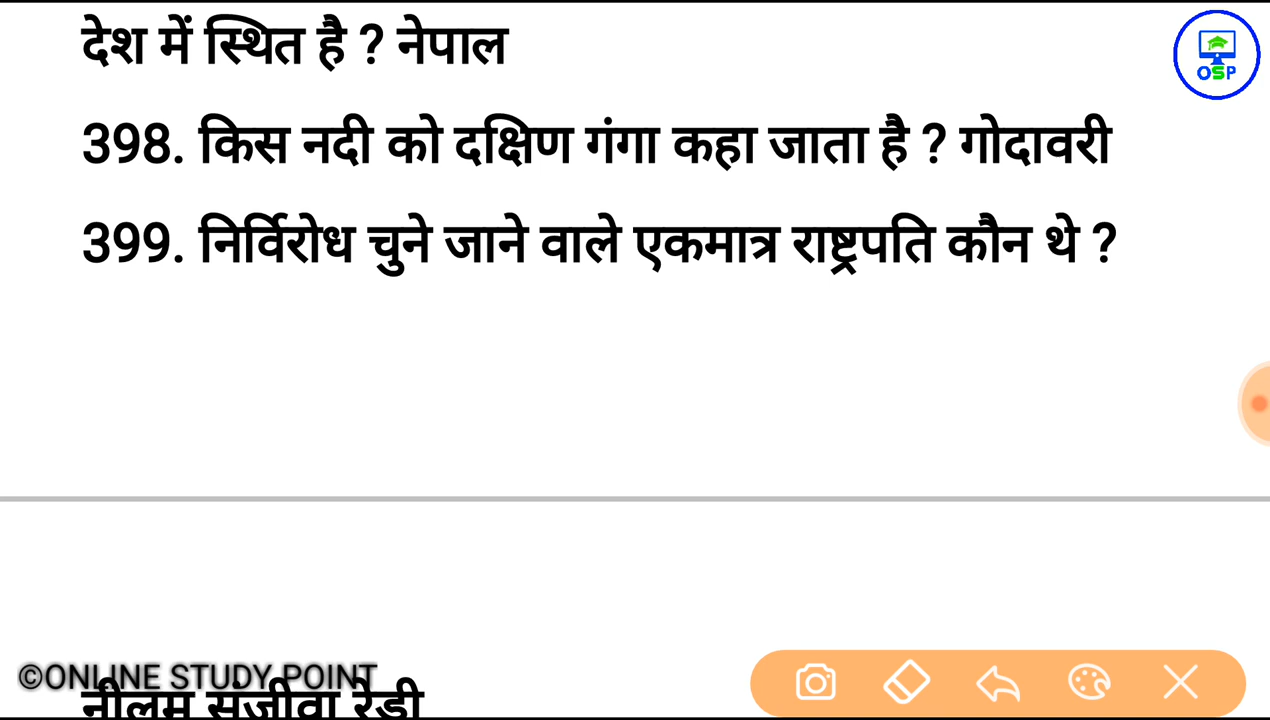 देश में स्थित है ? नेपाल
OSP
398. किस नदी को दक्षिण गंगा कहा जाता है ? गोदावरी
399. निर्विरोध चुने जाने वाले एकमात्र राष्ट्रपति कौन थे ?
©ONLINE STUDY POINT
नीलम संजीवा रेड्डी